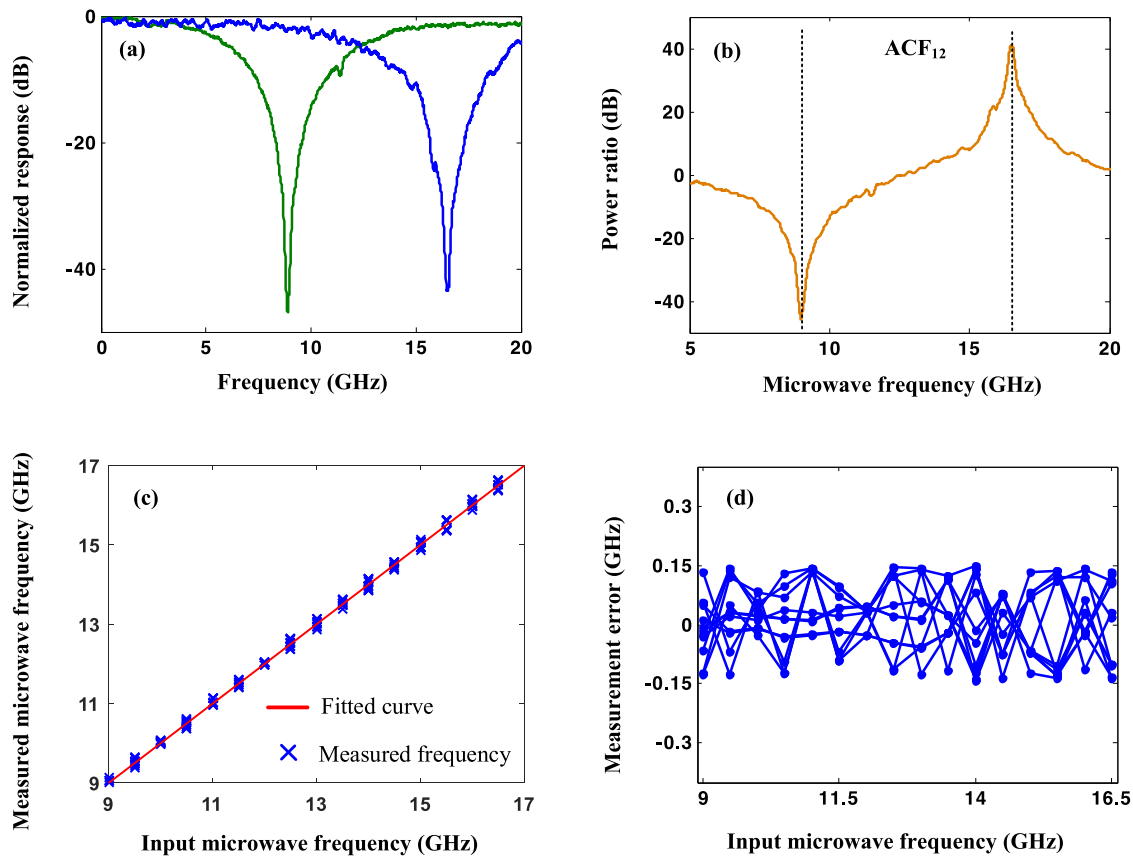 (a)
Normalized response (dB)
0
-20
-40
0
5
10
15
20
Frequency (GHz)
(b)
ACF12
Power ratio (dB)
40
20
0
-20
-40
5
10
15
20
Microwave frequency (GHz)
(c)
Measured microwave frequency (GHz)
17
15
13
11
9
9
11
13
15
17
Fitted curve
Measured frequency
Input microwave frequency (GHz)
(d)
Measurement error (GHz)
0.3
0.15
0
-0.15
-0.3
9
11.5
14
16.5
Input microwave frequency (GHz)